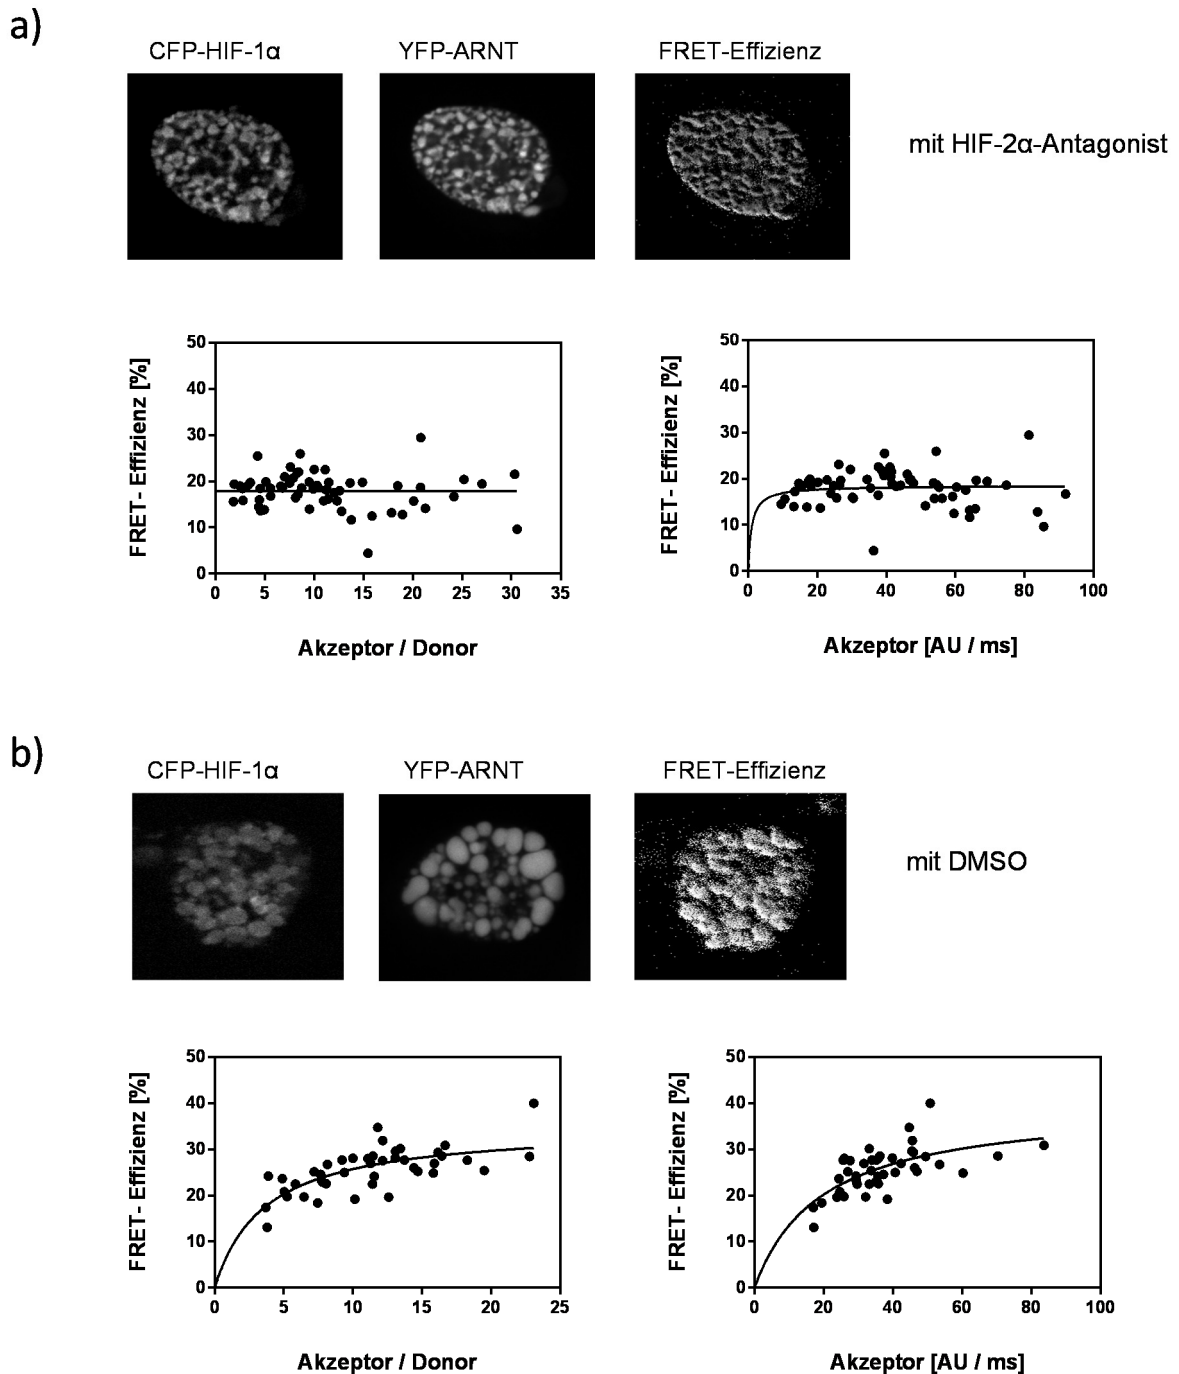 a)
CFP-HIF-1α YFP-ARNT FRET-Effizienz
mit HIF-2α-Antagonist
FRET- Effizienz [%]
50
40
30
20
10
0
0 5 10 15 20 25 30 35
Akzeptor / Donor
FRET- Effizienz [%]
50
40
30
20
10
0
0 20 40 60 80 100
Akzeptor [AU / ms]
b)
CFP-HIF-1α YFP-ARNT FRET-Effizienz
mit DMSO
FRET- Effizienz [%]
50
40
30
20
10
0
0 5 10 15 20 25
Akzeptor / Donor
FRET- Effizienz [%]
50
40
30
20
10
0
0 20 40 60 80 100
Akzeptor [AU / ms]